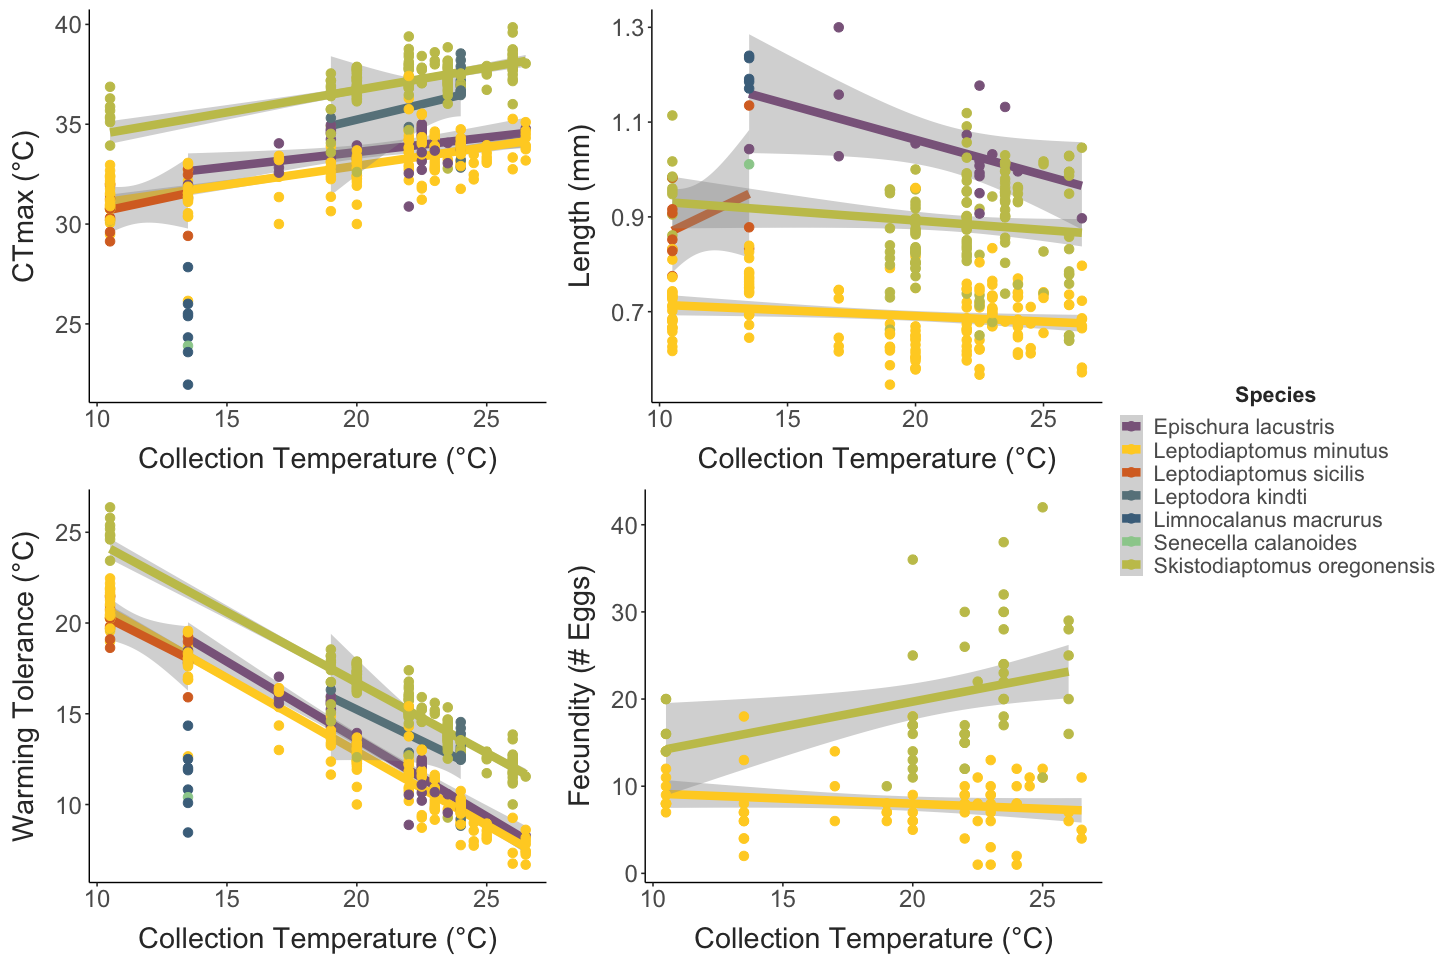 CTmax (°C)
40
35
30
25
10
15
20
25
Collection Temperature (°C)
Length (mm)
1.3
1.1
0.9
0.7
10
15
20
25
Collection Temperature (°C)
Warming Tolerance (°C)
25
20
15
10
10
15
20
25
Collection Temperature (°C)
Fecundity (# Eggs)
40
30
20
10
0
10
15
20
25
Collection Temperature (°C)
Species
Epischura lacustris
Leptodiaptomus minutus
Leptodiaptomus sicilis
Leptodora kindti
Limnocalanus macrurus
Senecella calanoides
Skistodiaptomus oregonensis